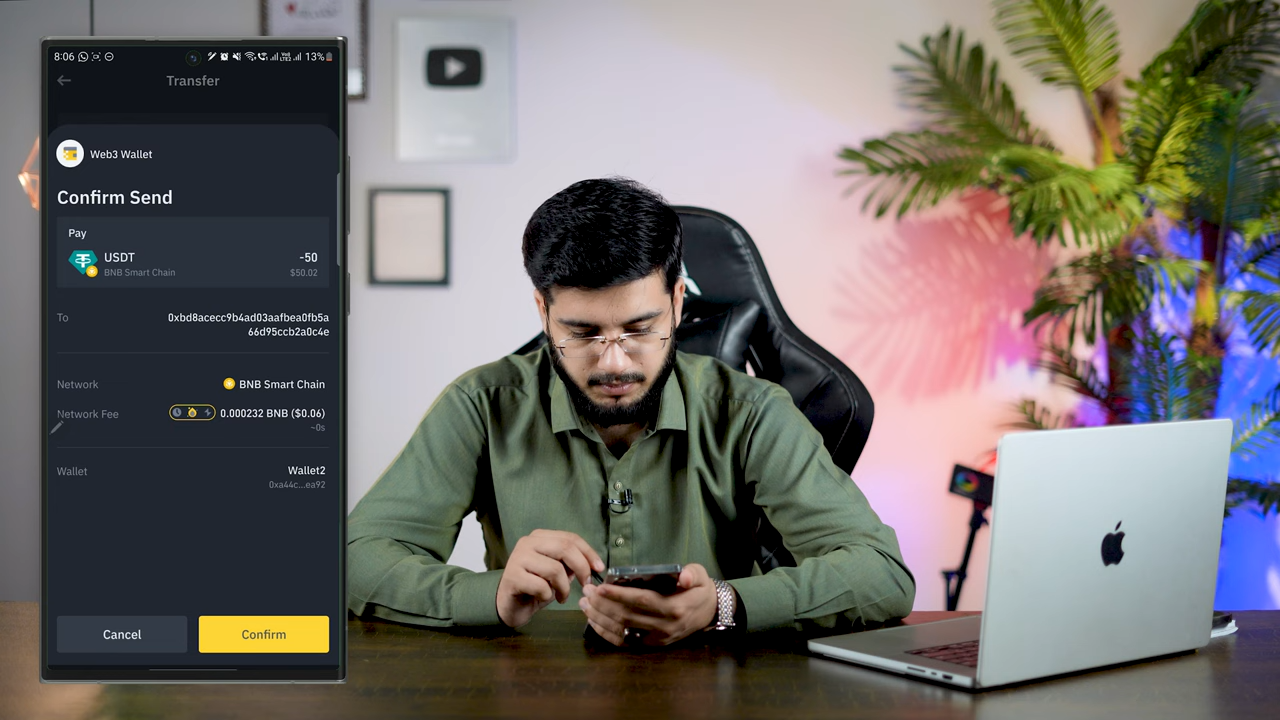 8:06
13%
Transfer
Web3 Wallet
Confirm Send
Pay
USDT
-50
BNB Smart Chain
$50.02
To
0xbd8acecc9b4ad03aafbea0fb5a
66d95ccb2a0c4e
Network
BNB Smart Chain
Network Fee
0.000232 BNB ($0.06)
~0s
Wallet
Wallet2
0xa44c...ea92
Cancel
Confirm